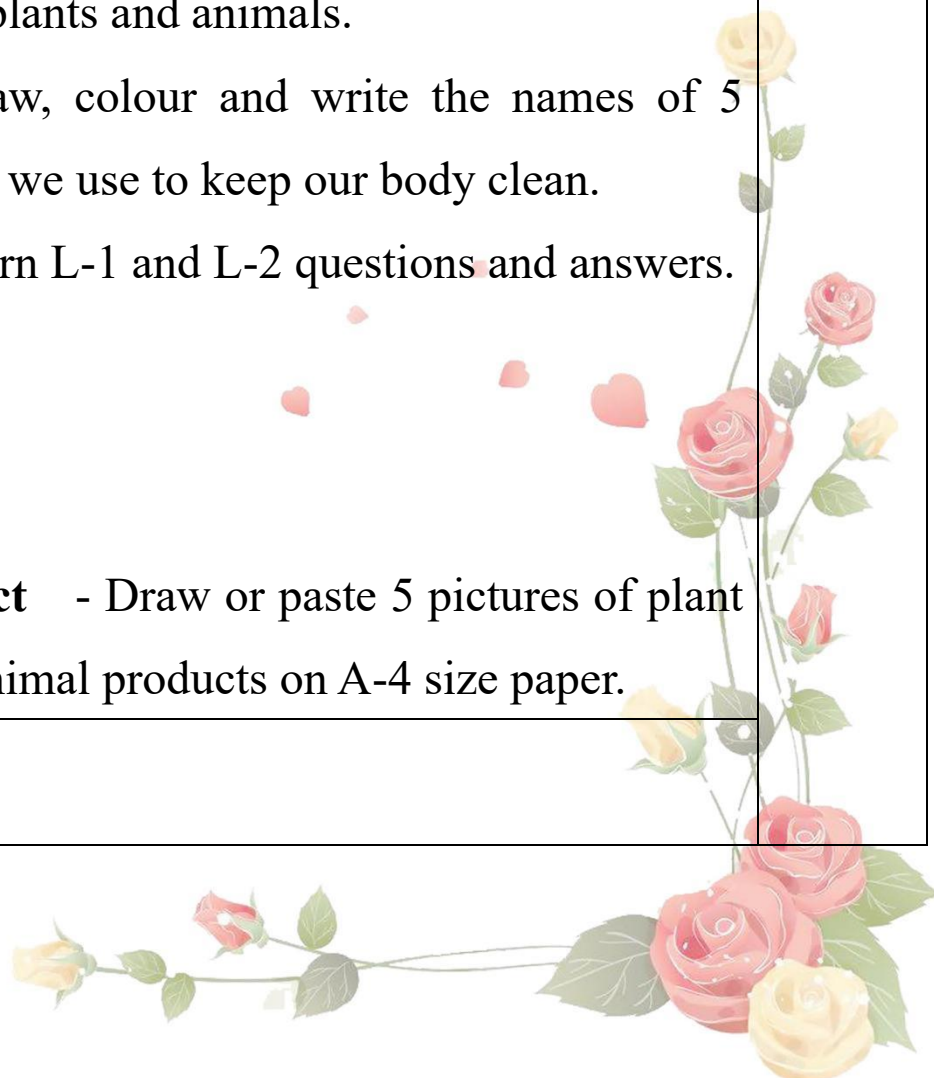 plants and animals.
aw, colour and write the names of 5
we use to keep our body clean.
rn L-1 and L-2 questions and answers.
ct - Draw or paste 5 pictures of plant
nimal products on A-4 size paper.